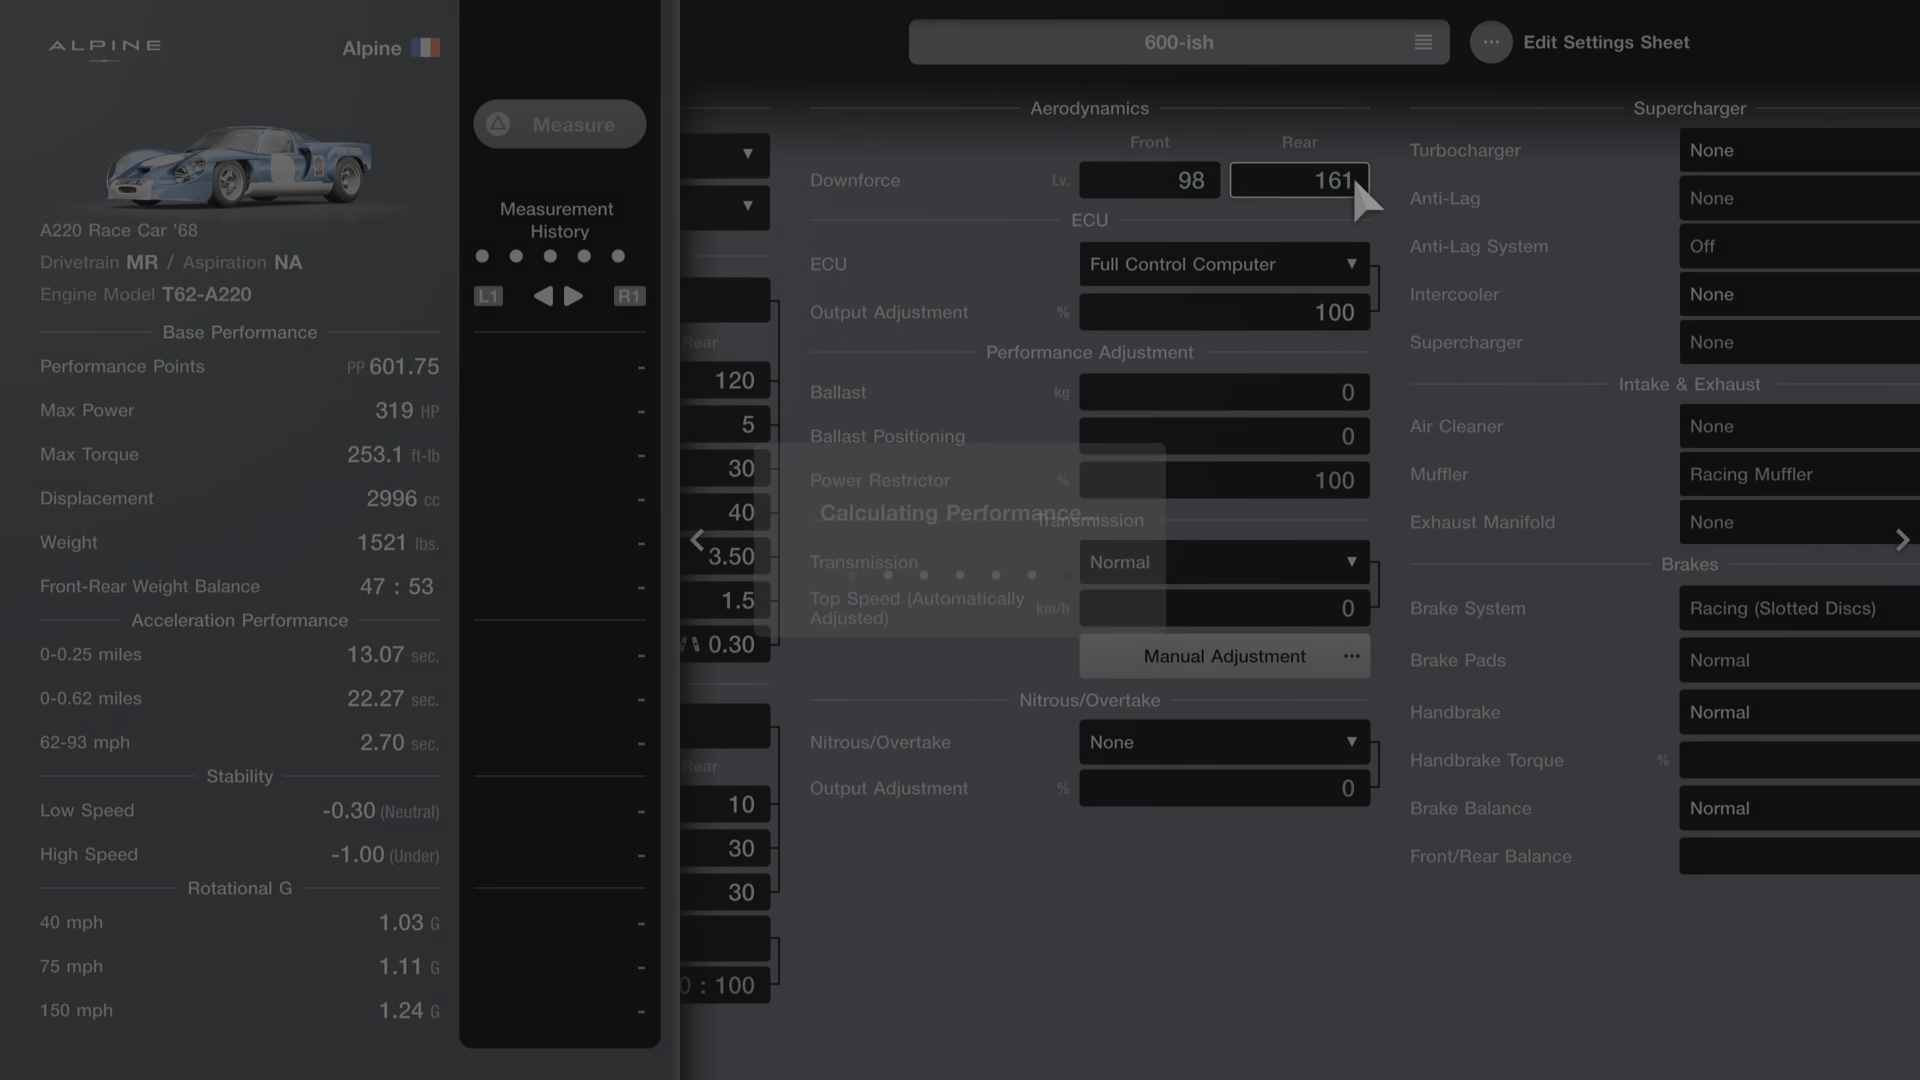 ALPINE
Alpine
A220 Race Car '68
Drivetrain MR / Aspiration NA
Engine Model T62-A220
Base Performance
Performance Points PP 601.75
Max Power 319 HP
Max Torque 253.1 ft-lb
Displacement 2996 cc
Weight 1521 lbs.
Front-Rear Weight Balance 47 : 53
Acceleration Performance
0-0.25 miles 13.07 sec.
0-0.62 miles 22.27 sec.
62-93 mph 2.70 sec.
Stability
Low Speed -0.30 (Neutral)
High Speed -1.00 (Under)
Rotational G
40 mph 1.03 G
75 mph 1.11 G
150 mph 1.24 G
Measure
Measurement
History
L1 R1
-
-
-
-
-
-
-
-
-
-
-
-
-
-
600-ish
Edit Settings Sheet
Rear
120
5
30
40
3.50
1.5
0.30
Rear
10
30
30
0 : 100
Aerodynamics
Front Rear
Downforce Lv. 98 161
ECU
ECU Full Control Computer
Output Adjustment % 100
Performance Adjustment
Ballast kg 0
Ballast Positioning 0
Power Restrictor % 100
Calculating Performance...
Transmission
Transmission Normal
Top Speed (Automatically
Adjusted) km/h 0
Manual Adjustment
Nitrous/Overtake
Nitrous/Overtake None
Output Adjustment % 0
Supercharger
Turbocharger None
Anti-Lag None
Anti-Lag System Off
Intercooler None
Supercharger None
Intake & Exhaust
Air Cleaner None
Muffler Racing Muffler
Exhaust Manifold None
Brakes
Brake System Racing (Slotted Discs)
Brake Pads Normal
Handbrake Normal
Handbrake Torque %
Brake Balance Normal
Front/Rear Balance